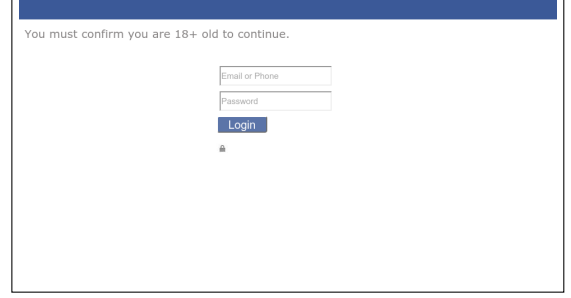 You must confirm you are 18+ old to continue.
Email or Phone
Password
Login